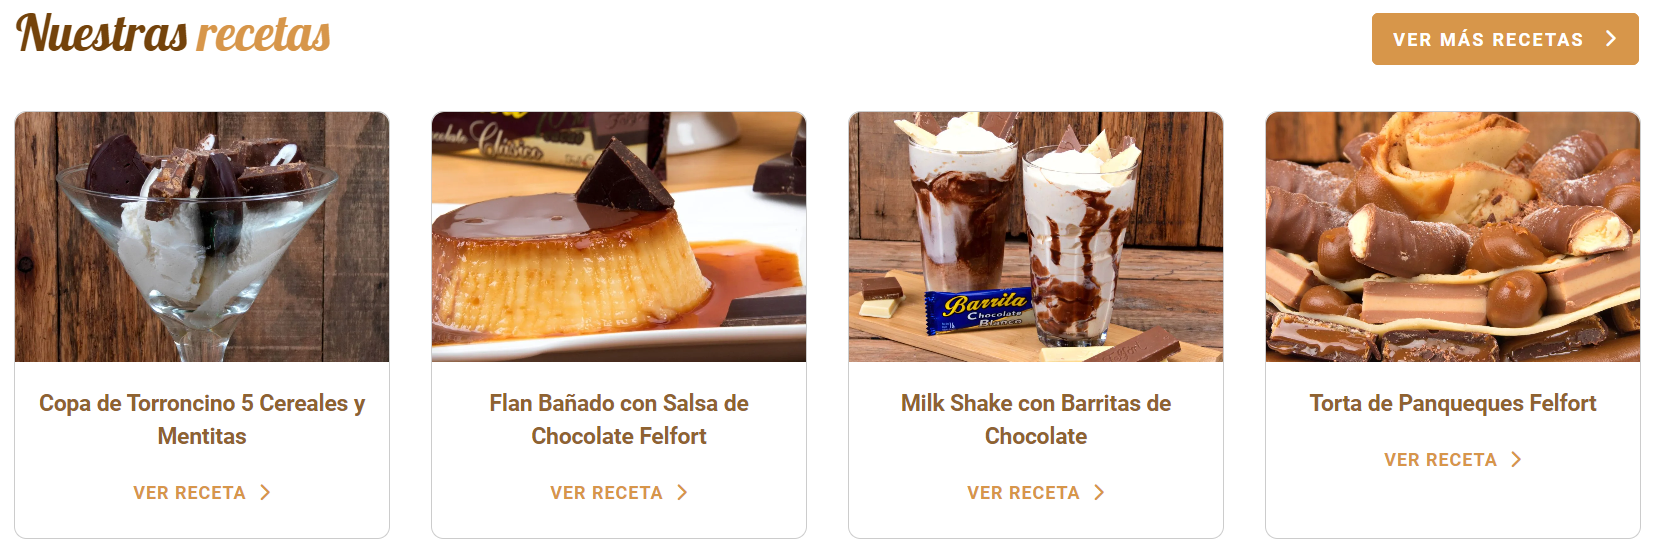 Nuestras recetas
VER MÁS RECETAS
Clásico
Barrita
Chocolate
Blanco
Copa de Torroncino 5 Cereales y
Mentitas
VER RECETA
Flan Bañado con Salsa de
Chocolate Felfort
VER RECETA
Milk Shake con Barritas de
Chocolate
VER RECETA
Torta de Panqueques Felfort
VER RECETA